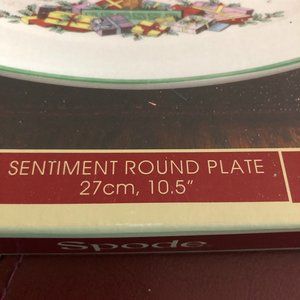 SENTIMENT ROUND PLATE
27cm, 10.5"
Spode